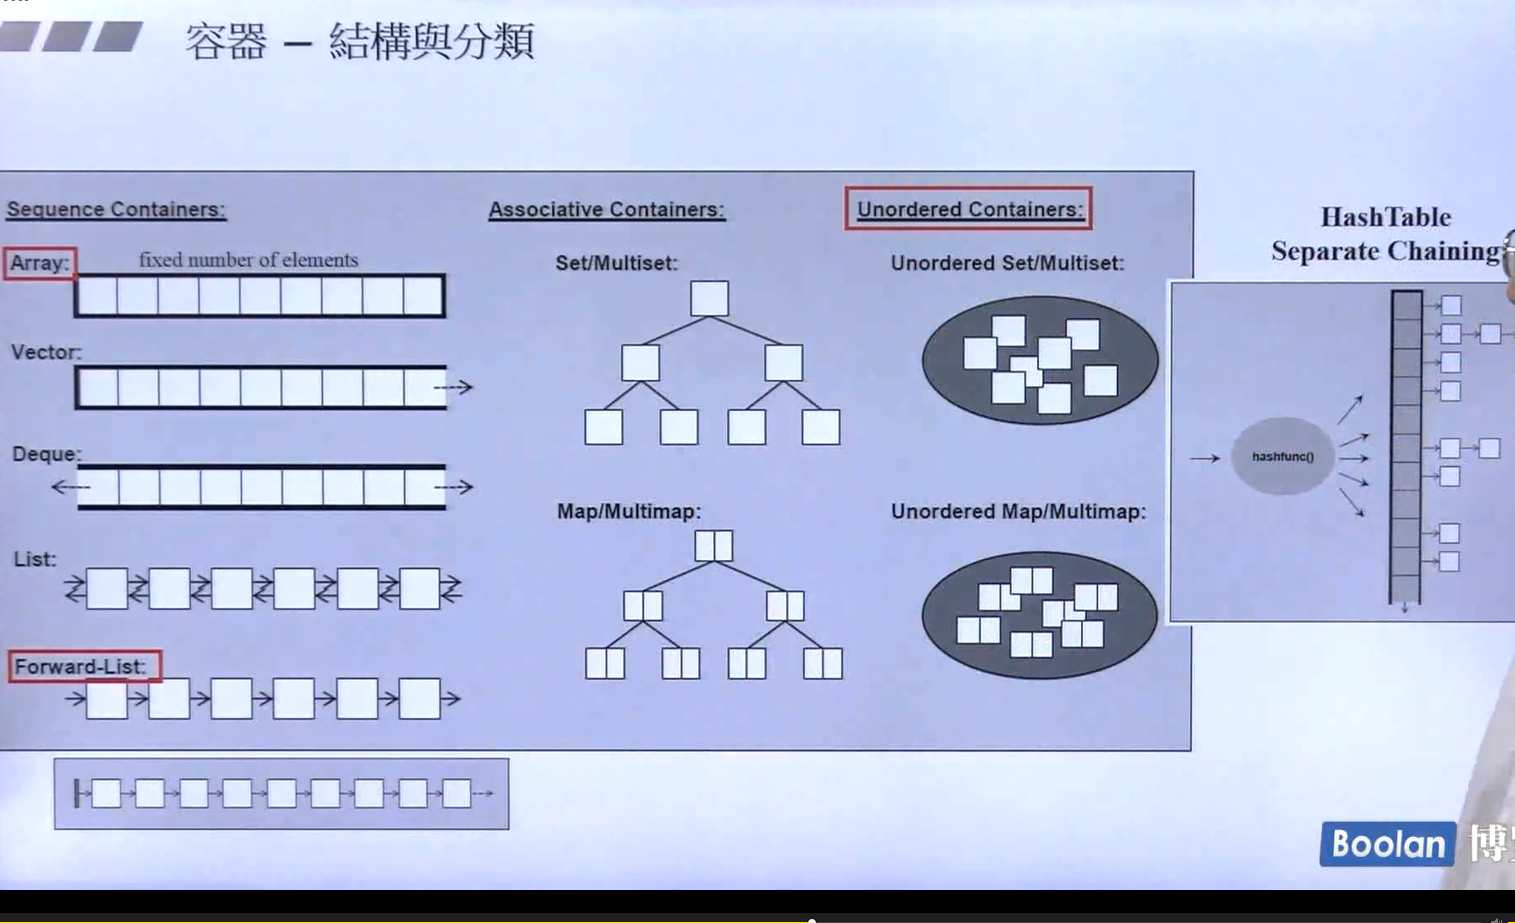 容器 – 結構與分類
Sequence Containers:
Array:
fixed number of elements
Vector:
Deque:
List:
Forward-List:
Associative Containers:
Set/Multiset:
Map/Multimap:
Unordered Containers:
Unordered Set/Multiset:
Unordered Map/Multimap:
HashTable
Separate Chaining
hashfunc()
Boolan 博